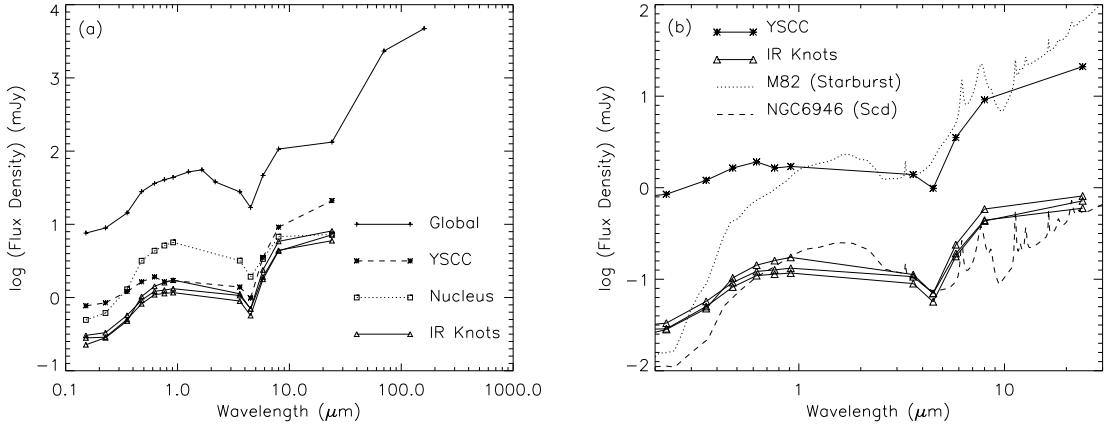 (a)
4
3
2
1
0
−1
0.1
1.0
10.0
100.0
1000.0
Wavelength (μm)
log (Flux Density) (mJy)
Global
YSCC
Nucleus
IR Knots
(b)
2
1
0
−1
−2
1
10
Wavelength (μm)
log (Flux Density) (mJy)
YSCC
IR Knots
M82 (Starburst)
NGC6946 (Scd)